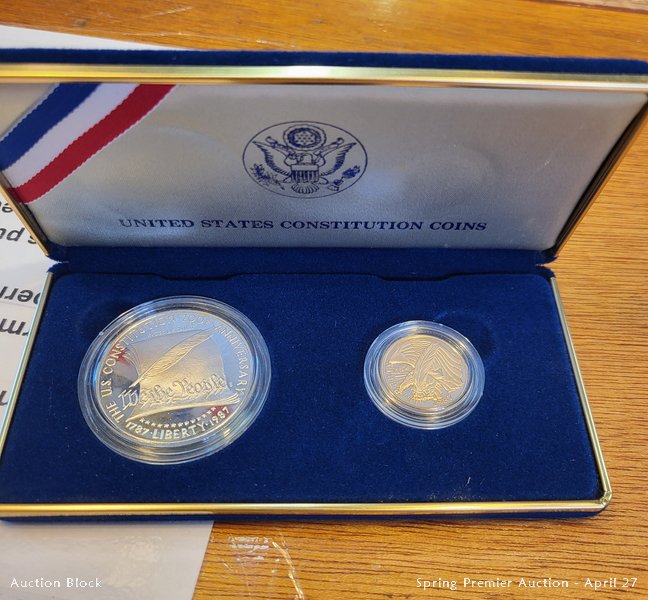 UNITED STATES CONSTITUTION COINS
THE U.S. CONSTITUTION 200TH ANNIVERSARY
We the People
1787 · LIBERTY · 1987
Auction Block
Spring Premier Auction - April 27